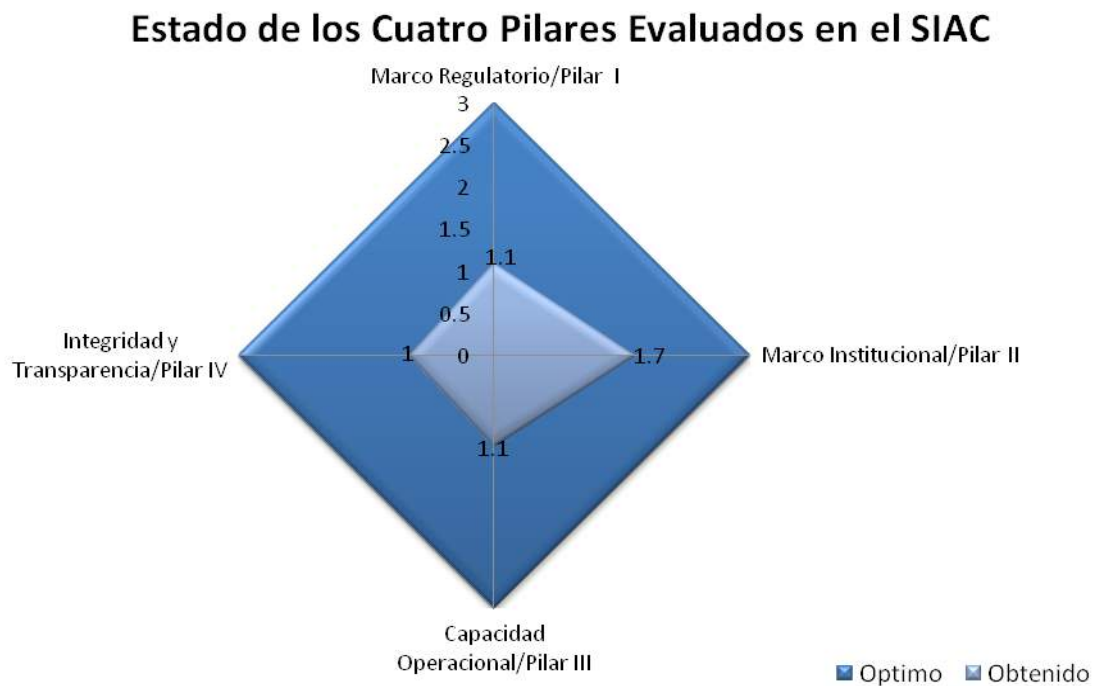 Estado de los Cuatro Pilares Evaluados en el SIAC
Marco Regulatorio/Pilar I
3
2.5
2
1.5
1.1
1
0.5
0
1
1.7
1.1
Integridad y
Transparencia/Pilar IV
Marco Institucional/Pilar II
Capacidad
Operacional/Pilar III
Optimo
Obtenido